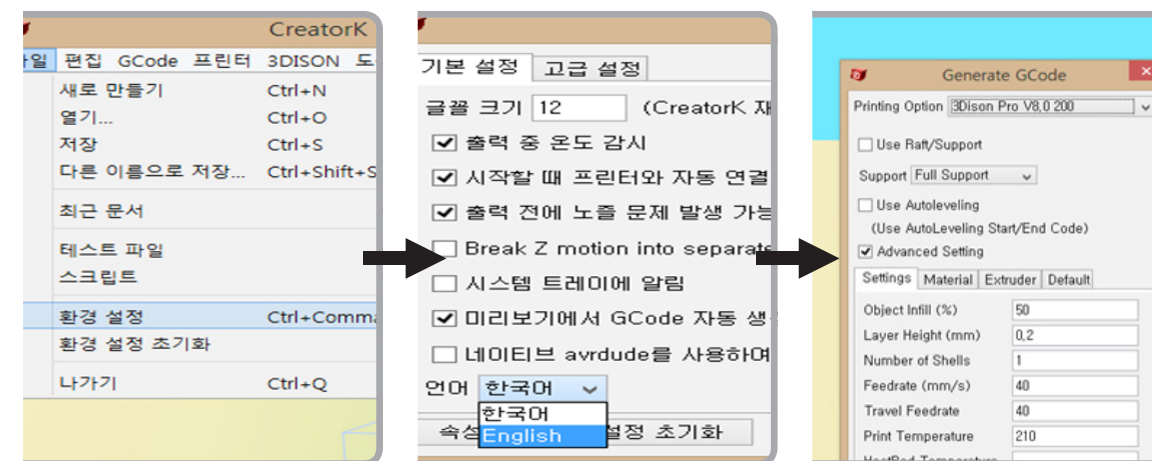 CreatorK
일 편집 GCode 프린터 3DISON 도
새로 만들기 Ctrl+N
열기... Ctrl+O
저장 Ctrl+S
다른 이름으로 저장... Ctrl+Shift+S
최근 문서
테스트 파일
스크립트
환경 설정 Ctrl+Comma
환경 설정 초기화
나가기 Ctrl+Q
기본 설정 고급 설정
글꼴 크기 12 (CreatorK 재
출력 중 온도 감시
시작할 때 프린터와 자동 연결
출력 전에 노즐 문제 발생 가능
Break Z motion into separate
시스템 트레이에 알림
미리보기에서 GCode 자동 생
네이티브 avrdude를 사용하여
언어 한국어
한국어
English
속성 설정 초기화
Generate GCode
Printing Option 3Dison Pro V8,0 200
Use Raft/Support
Support Full Support
Use Autoleveling
(Use AutoLeveling Start/End Code)
Advanced Setting
Settings Material Extruder Default
Object Infill (%) 50
Layer Height (mm) 0,2
Number of Shells 1
Feedrate (mm/s) 40
Travel Feedrate 40
Print Temperature 210
HeatBed Temperature